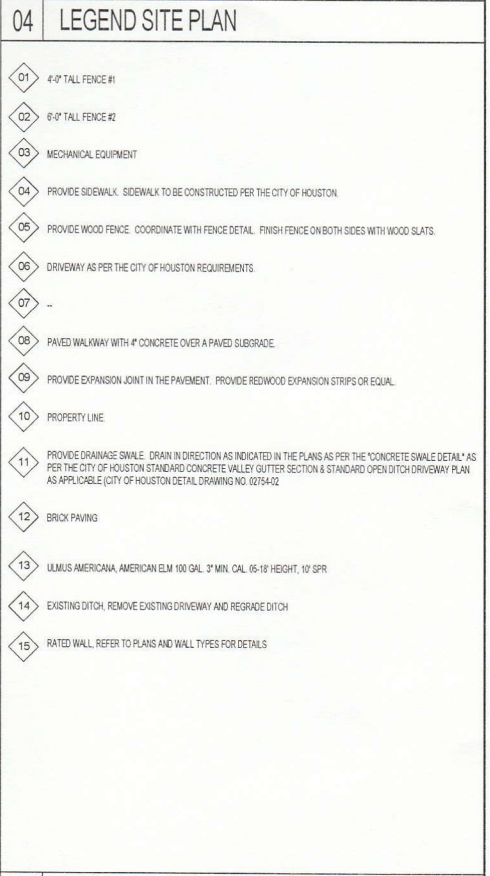 04 LEGEND SITE PLAN
01 4'-0" TALL FENCE #1
02 6'-0" TALL FENCE #2
03 MECHANICAL EQUIPMENT
04 PROVIDE SIDEWALK. SIDEWALK TO BE CONSTRUCTED PER THE CITY OF HOUSTON.
05 PROVIDE WOOD FENCE. COORDINATE WITH FENCE DETAIL. FINISH FENCE ON BOTH SIDES WITH WOOD SLATS.
06 DRIVEWAY AS PER THE CITY OF HOUSTON REQUIREMENTS.
07 --
08 PAVED WALKWAY WITH 4" CONCRETE OVER A PAVED SUBGRADE.
09 PROVIDE EXPANSION JOINT IN THE PAVEMENT. PROVIDE REDWOOD EXPANSION STRIPS OR EQUAL.
10 PROPERTY LINE.
11 PROVIDE DRAINAGE SWALE. DRAIN IN DIRECTION AS INDICATED IN THE PLANS AS PER THE "CONCRETE SWALE DETAIL" AS
PER THE CITY OF HOUSTON STANDARD CONCRETE VALLEY GUTTER SECTION & STANDARD OPEN DITCH DRIVEWAY PLAN
AS APPLICABLE (CITY OF HOUSTON DETAIL DRAWING NO. 02754-02
12 BRICK PAVING
13 ULMUS AMERICANA, AMERICAN ELM 100 GAL. 3" MIN. CAL. 05-18' HEIGHT, 10' SPR
14 EXISTING DITCH, REMOVE EXISTING DRIVEWAY AND REGRADE DITCH
15 RATED WALL, REFER TO PLANS AND WALL TYPES FOR DETAILS